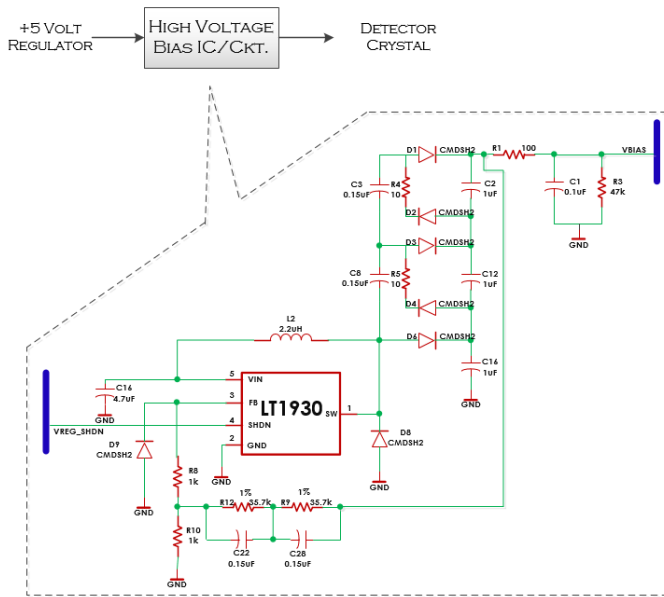 +5 Volt
Regulator
High Voltage
Bias IC/Ckt.
Detector
Crystal
D1
CMDSH2
R1
100
VBIAS
C3
0.15uF
R4
10
C2
1uF
C1
0.1uF
R3
47k
D2
CMDSH2
GND
D3
CMDSH2
C8
0.15uF
R5
10
C12
1uF
D4
CMDSH2
L2
2.2uH
D6
CMDSH2
C16
1uF
GND
C16
4.7uF
GND
5
VIN
3
FB
4
SHDN
2
GND
LT1930
SW
1
VREG_SHDN
D9
CMDSH2
GND
GND
D8
CMDSH2
GND
R8
1k
R10
1k
GND
1%
R12
35.7k
1%
R9
35.7k
C22
0.15uF
C28
0.15uF